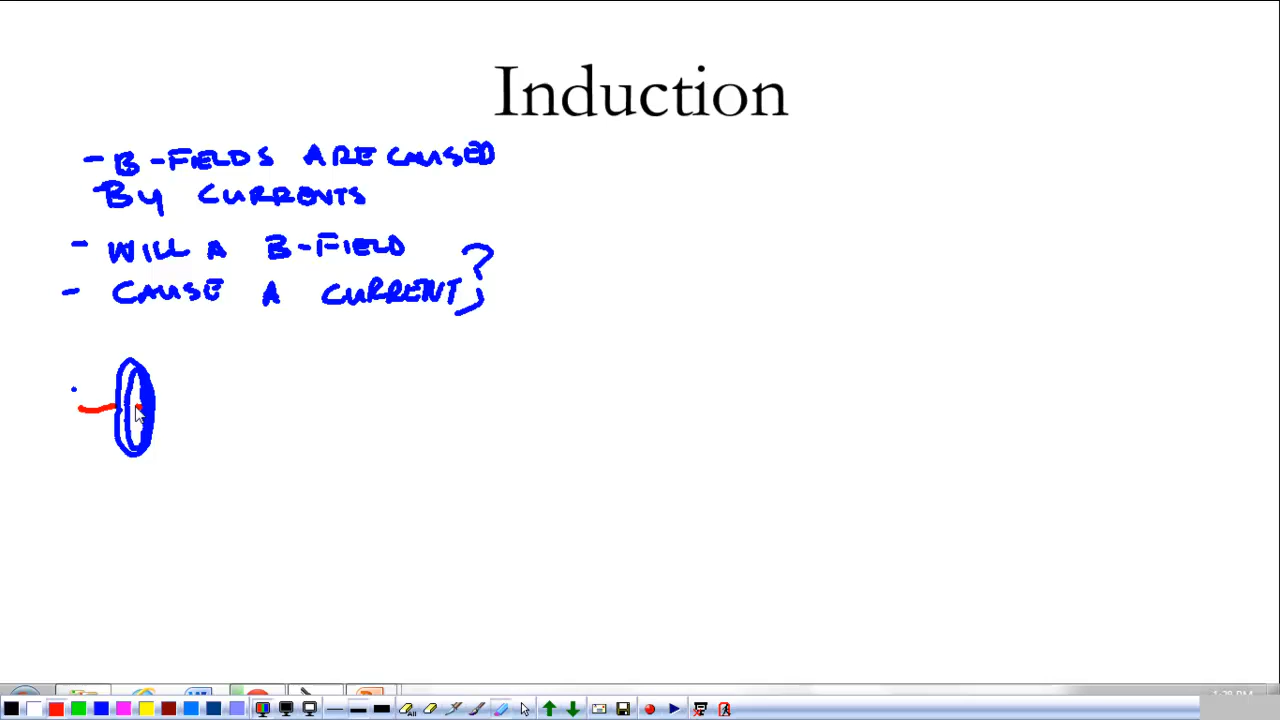 Induction
- B-FIELDS ARE CAUSED
BY CURRENTS
- WILL A B-FIELD
- CAUSE A CURRENT ?